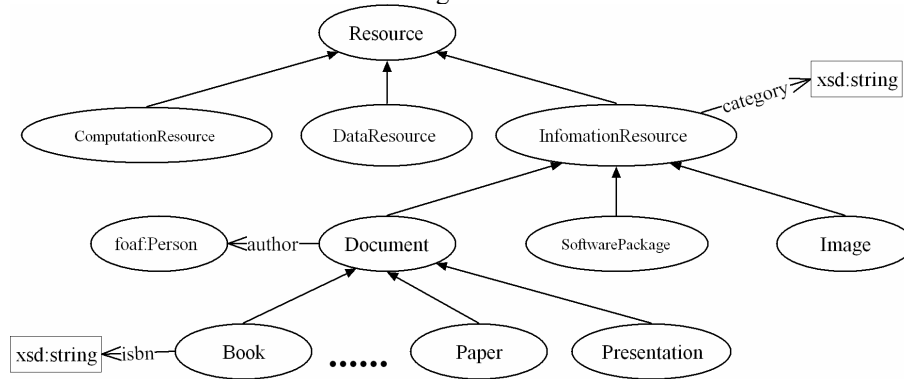 Resource
category
xsd:string
ComputationResource
DataResource
InfomationResource
foaf:Person
author
Document
SoftwarePackage
Image
xsd:string
isbn
Book
......
Paper
Presentation